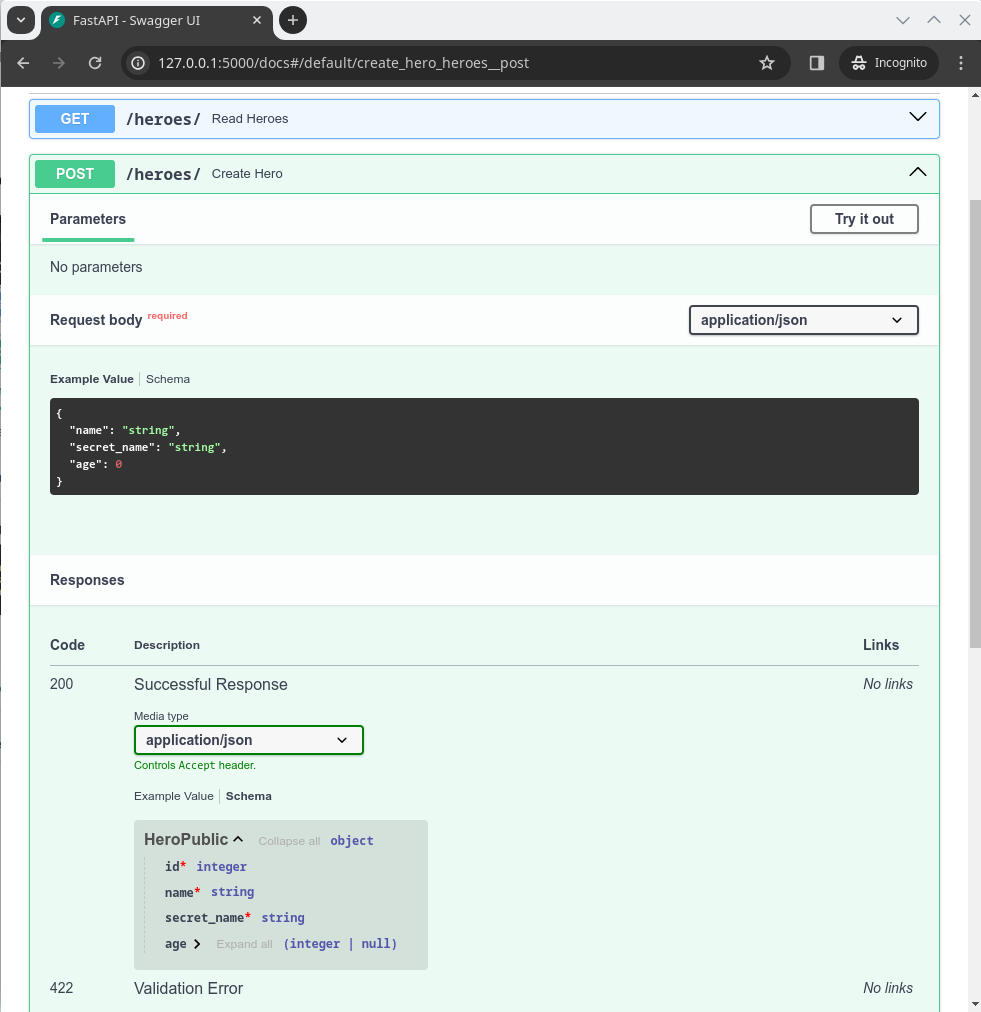 FastAPI - Swagger UI
127.0.0.1:5000/docs#/default/create_hero_heroes__post
Incognito
GET /heroes/ Read Heroes
POST /heroes/ Create Hero
Parameters
Try it out
No parameters
Request body required
application/json
Example Value Schema
{
"name": "string",
"secret_name": "string",
"age": 0
}
Responses
Code Description Links
200 Successful Response No links
Media type
application/json
Controls Accept header.
Example Value Schema
HeroPublic Collapse all object
id* integer
name* string
secret_name* string
age Expand all (integer | null)
422 Validation Error No links